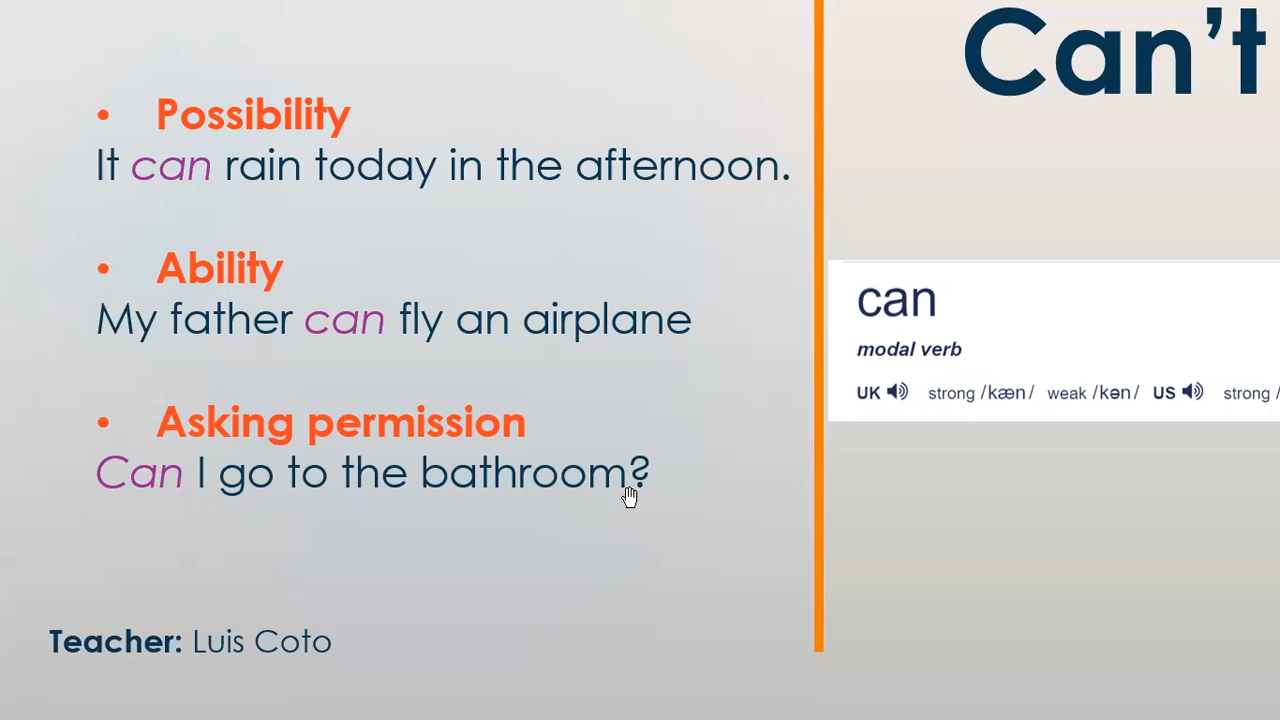 • Possibility
It can rain today in the afternoon.
• Ability
My father can fly an airplane
• Asking permission
Can I go to the bathroom?
Teacher: Luis Coto
Can't
can
modal verb
UK strong /kæn/ weak /kən/ US strong /